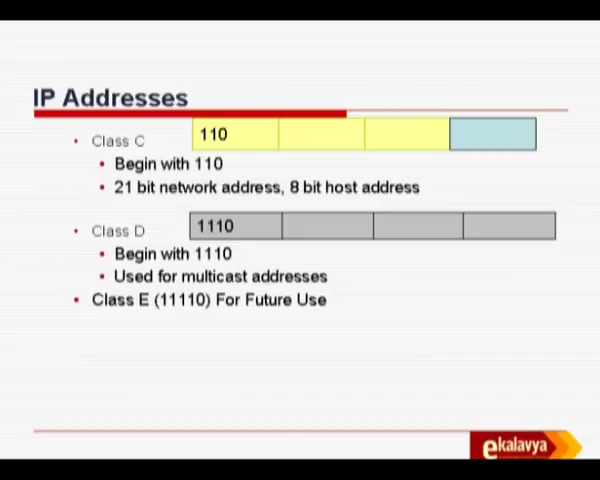 IP Addresses
• Class C
110
• Begin with 110
• 21 bit network address, 8 bit host address
• Class D
1110
• Begin with 1110
• Used for multicast addresses
• Class E (11110) For Future Use
ekalavya